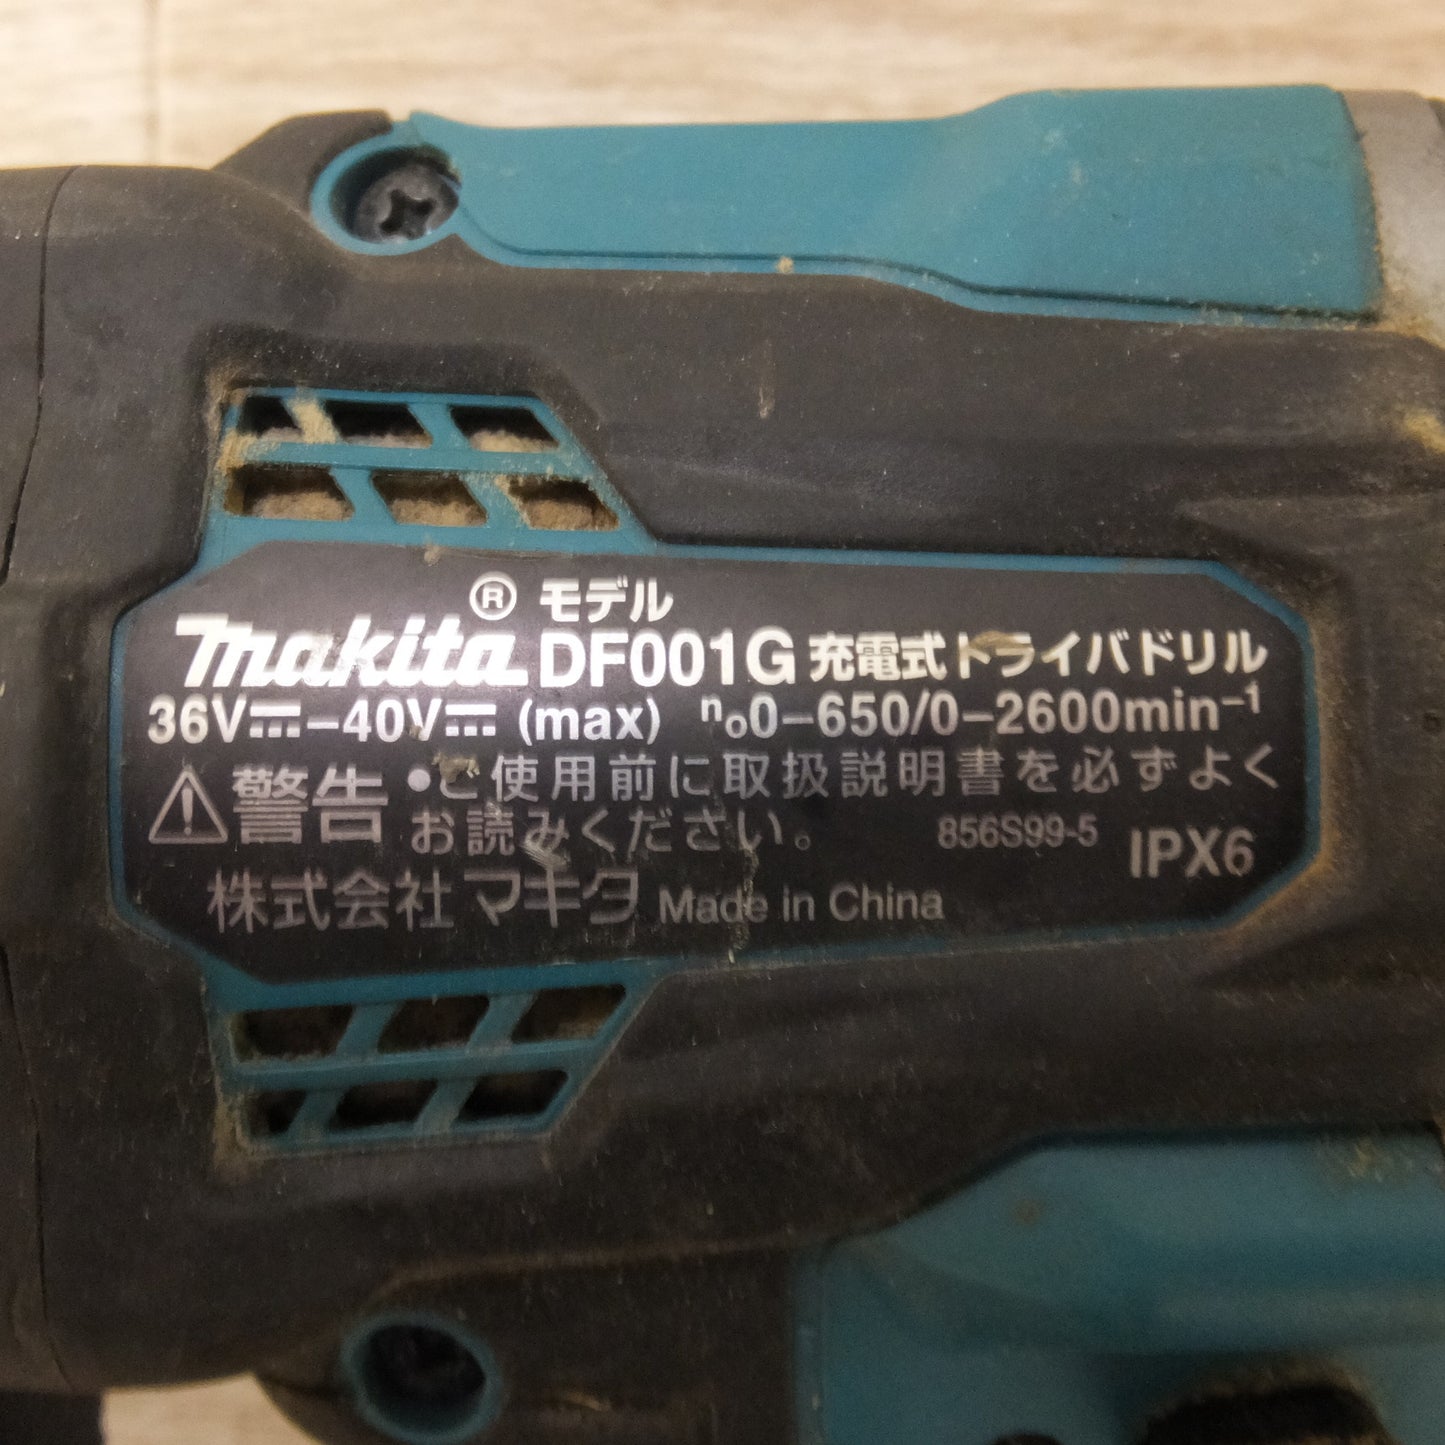 ® モデル
makita DF001G 充電式ドライバドリル
36V⎓–40V⎓ (max) n₀0–650/0–2600min⁻¹
⚠警告 •ご使用前に取扱説明書を必ずよく
お読みください。 856S99-5 IPX6
株式会社マキタ Made in China